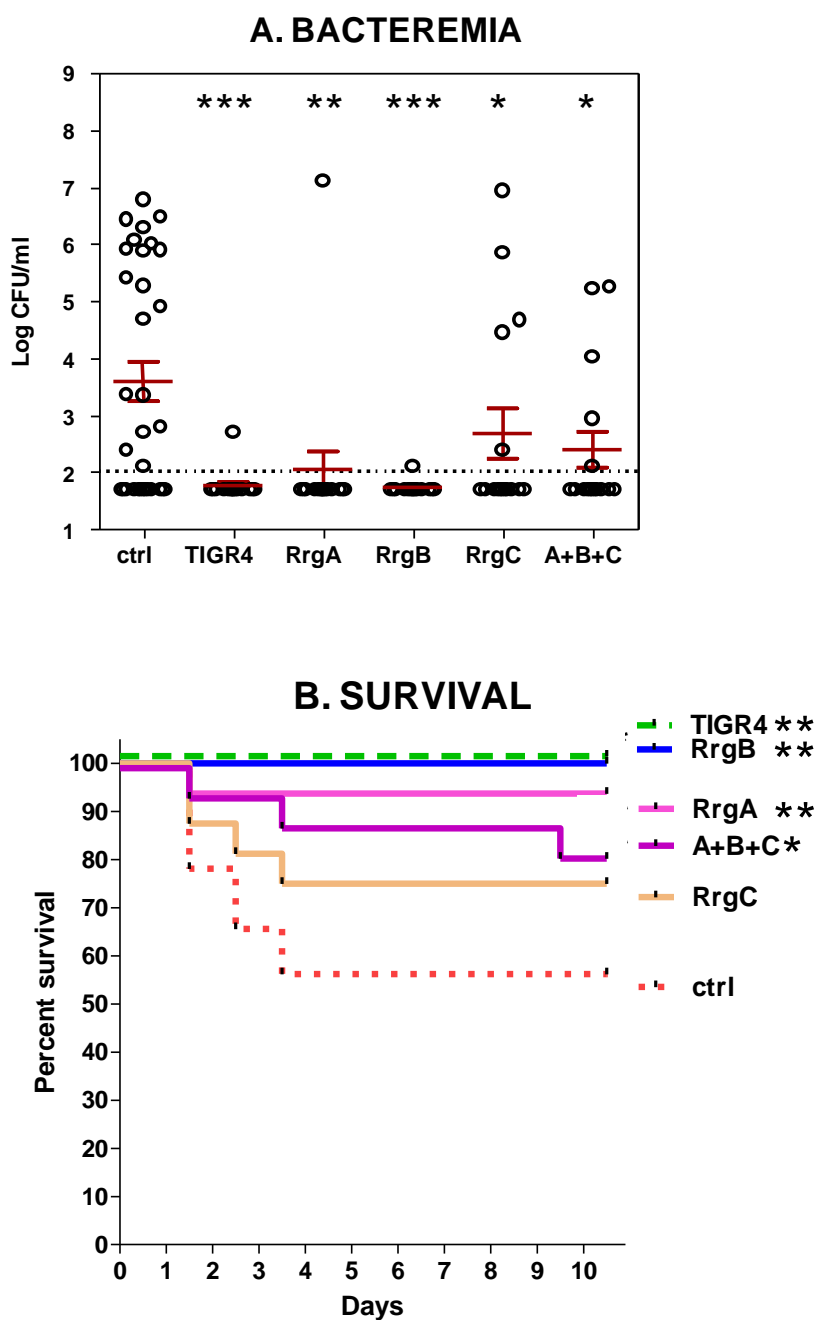 A. BACTEREMIA
9
8
7
6
5
4
3
2
1
Log CFU/ml
*** ** *** * *
ctrl TIGR4 RrgA RrgB RrgC A+B+C
B. SURVIVAL
TIGR4 **
RrgB **
RrgA **
A+B+C *
RrgC
ctrl
100
90
80
70
60
50
40
30
20
10
0
Percent survival
0 1 2 3 4 5 6 7 8 9 10
Days